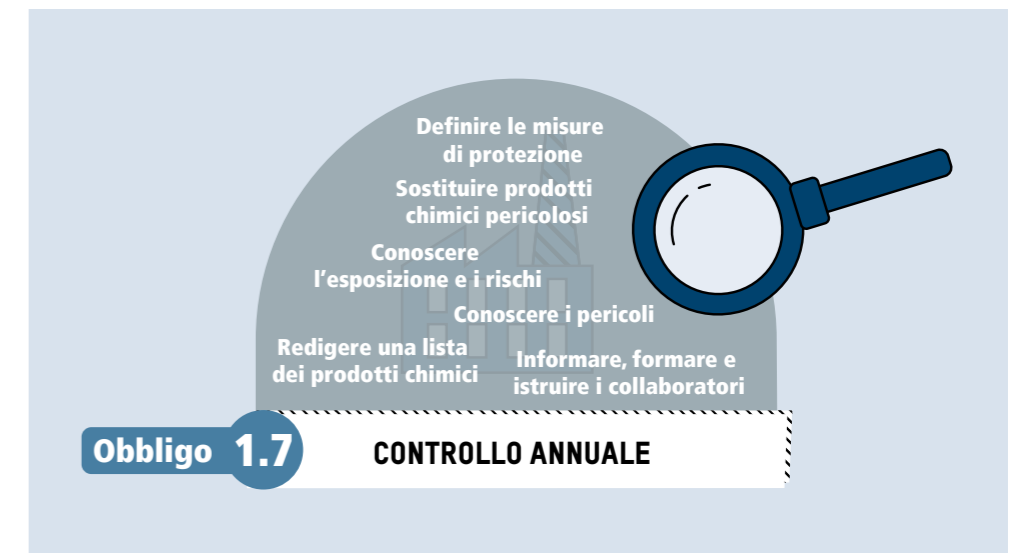 Definire le misure
di protezione
Sostituire prodotti
chimici pericolosi
Conoscere
l’esposizione e i rischi
Conoscere i pericoli
Redigere una lista
dei prodotti chimici
Informare, formare e
istruire i collaboratori
Obbligo 1.7
CONTROLLO ANNUALE